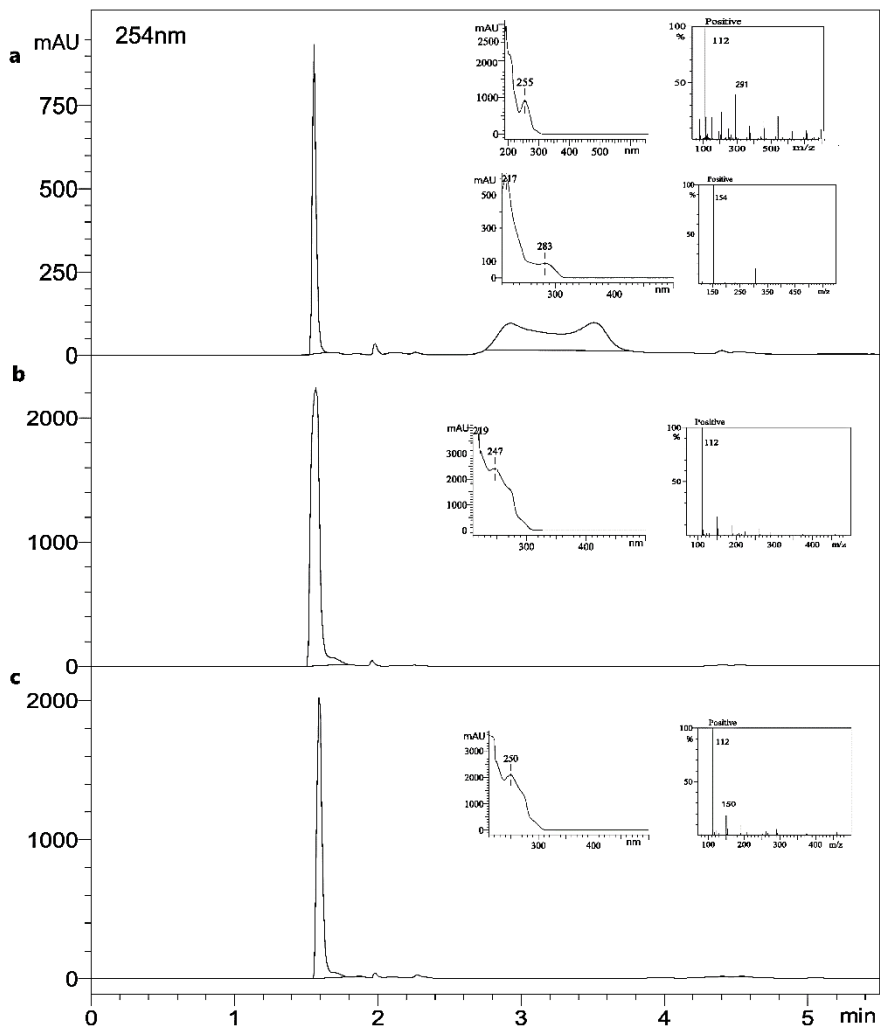 a
mAU
254nm
750
500
250
0
mAU
2500
2000
1000
0
255
200 300 400 500 nm
Positive
100
%
50
112
291
100 300 500 m/z
mAU
500
300
100
0
217
283
300 400 nm
Positive
100
%
50
154
150 250 350 450 m/z
b
2000
1000
0
mAU
3000
2000
1000
0
219
247
300 400 nm
Positive
100
%
50
112
100 200 300 400 m/z
c
2000
1000
0
mAU
3000
2000
1000
0
250
300 400 nm
Positive
100
%
50
112
150
100 200 300 400 m/z
0 1 2 3 4 5 min